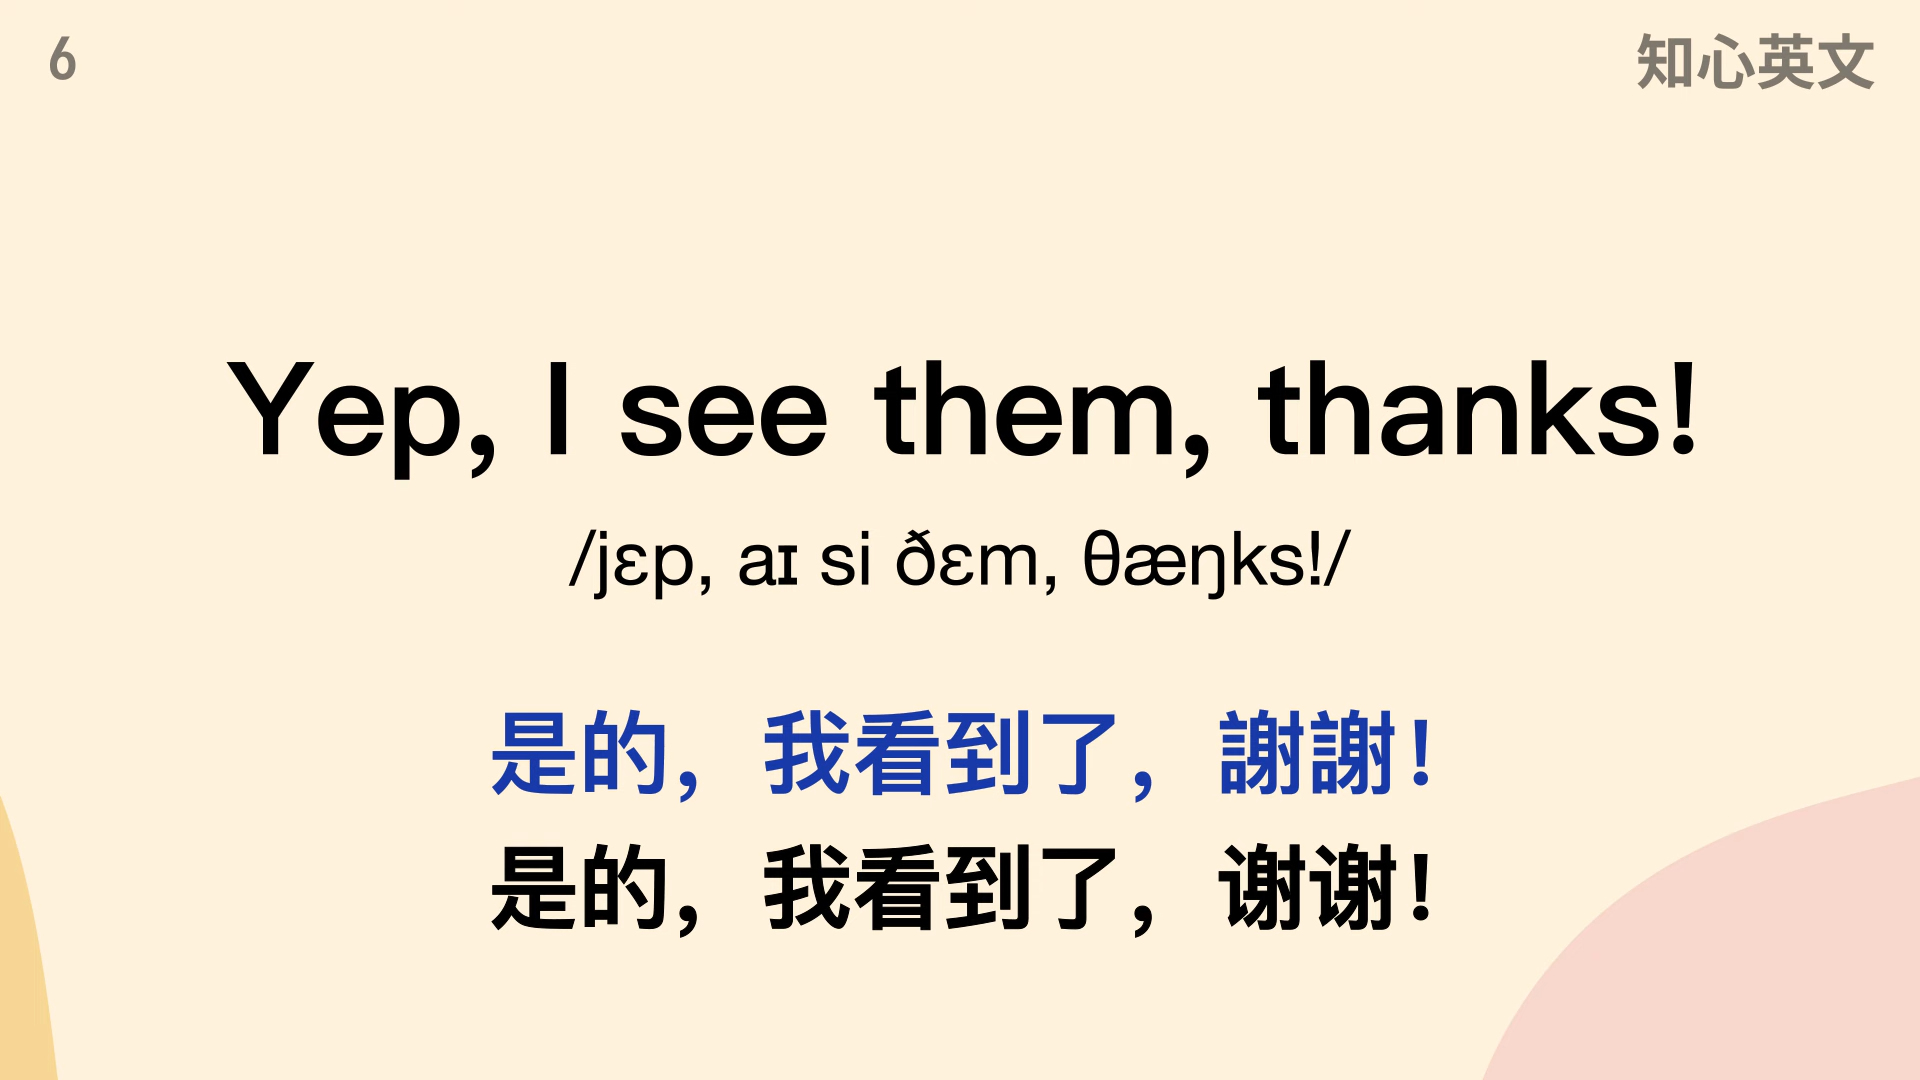 6
知心英文
Yep, I see them, thanks!
/jɛp, aɪ si ðɛm, θæŋks!/
是的，我看到了，謝謝！
是的，我看到了，谢谢！